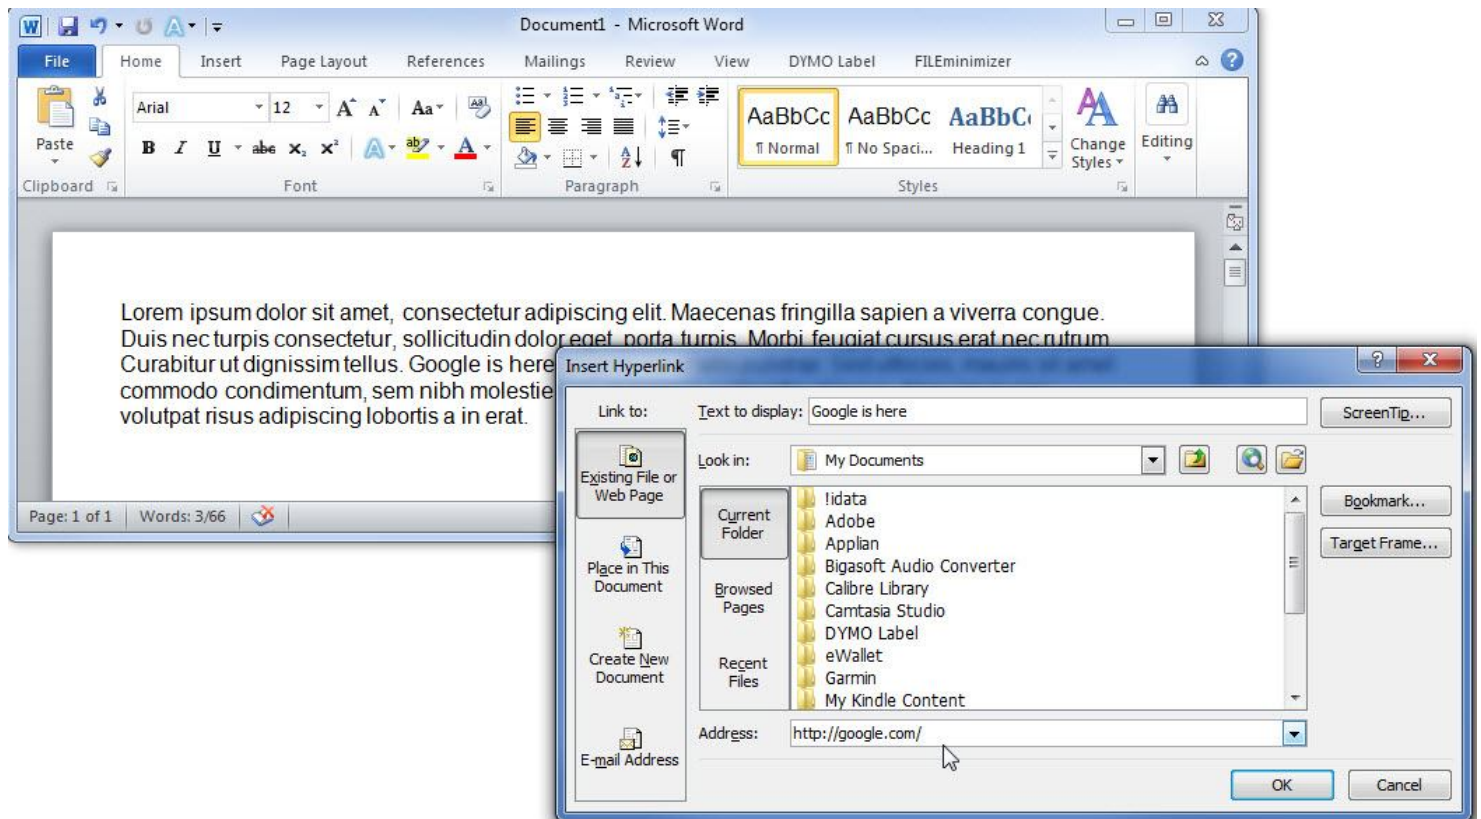 W
Document1 - Microsoft Word
File Home Insert Page Layout References Mailings Review View DYMO Label FILEminimizer
Paste
Clipboard
Arial 12 A A Aa AB
B I U abc x₂ x² A ab A
Font
A Z
Paragraph
AaBbCc AaBbCc AaBbC
¶ Normal ¶ No Spaci... Heading 1
Change Styles
Styles
Editing
Lorem ipsum dolor sit amet, consectetur adipiscing elit. Maecenas fringilla sapien a viverra congue.
Duis nec turpis consectetur, sollicitudin dolor eget, porta turpis. Morbi feugiat cursus erat nec rutrum.
Curabitur ut dignissim tellus. Google is here
commodo condimentum, sem nibh molestie
volutpat risus adipiscing lobortis a in erat.
Page: 1 of 1 Words: 3/66
Insert Hyperlink
Link to:
Text to display: Google is here
ScreenTip...
Existing File or
Web Page
Place in This
Document
Create New
Document
E-mail Address
Look in: My Documents
Current
Folder
Browsed
Pages
Recent
Files
!idata
Adobe
Applian
Bigasoft Audio Converter
Calibre Library
Camtasia Studio
DYMO Label
eWallet
Garmin
My Kindle Content
Bookmark...
Target Frame...
Address: http://google.com/
OK Cancel